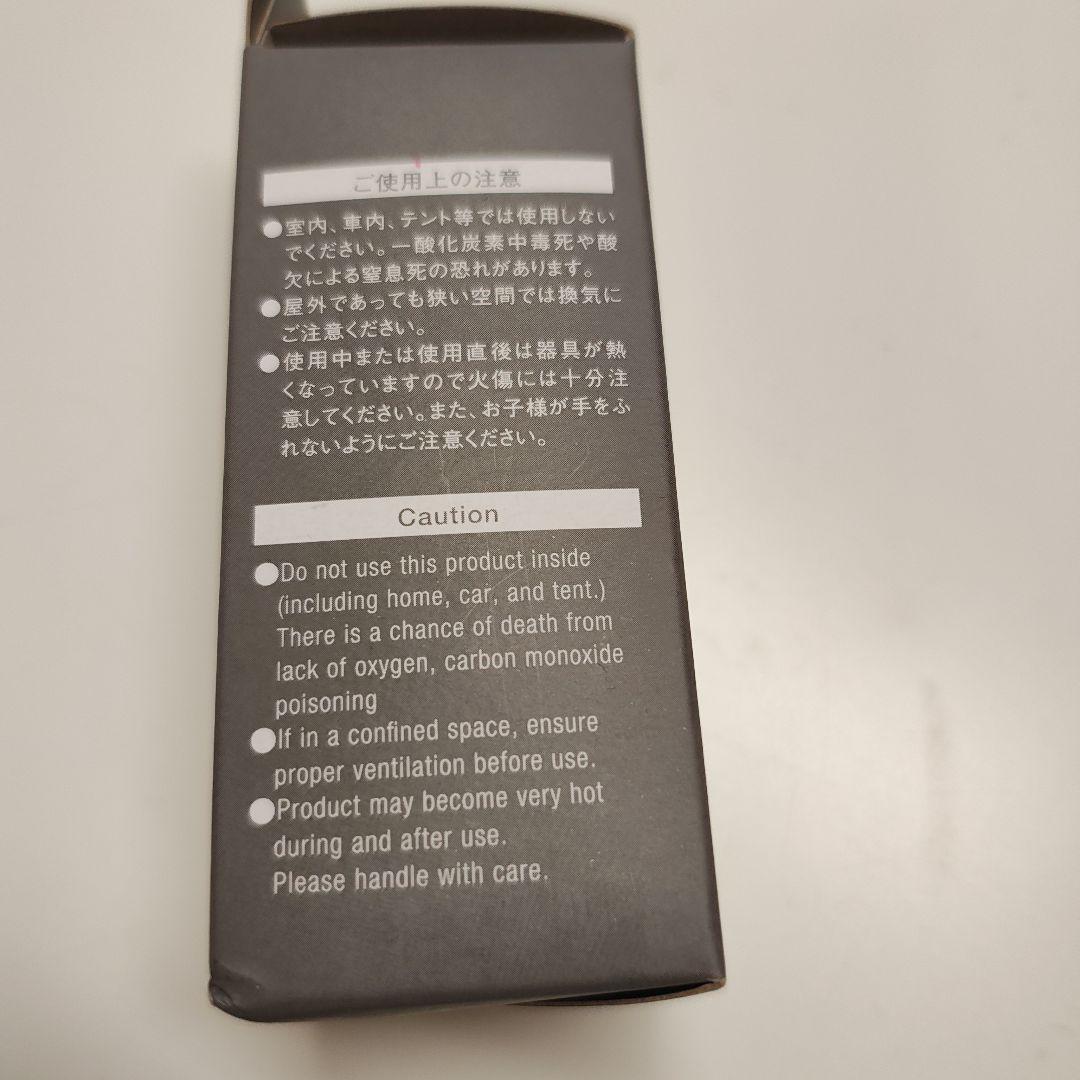 ご使用上の注意
●室内、車内、テント等では使用しない
でください。一酸化炭素中毒死や酸
欠による窒息死の恐れがあります。
●屋外であっても狭い空間では換気に
ご注意ください。
●使用中または使用直後は器具が熱
くなっていますので火傷には十分注
意してください。また、お子様が手をふ
れないようにご注意ください。
Caution
●Do not use this product inside
(including home, car, and tent.)
There is a chance of death from
lack of oxygen, carbon monoxide
poisoning
●If in a confined space, ensure
proper ventilation before use.
●Product may become very hot
during and after use.
Please handle with care.